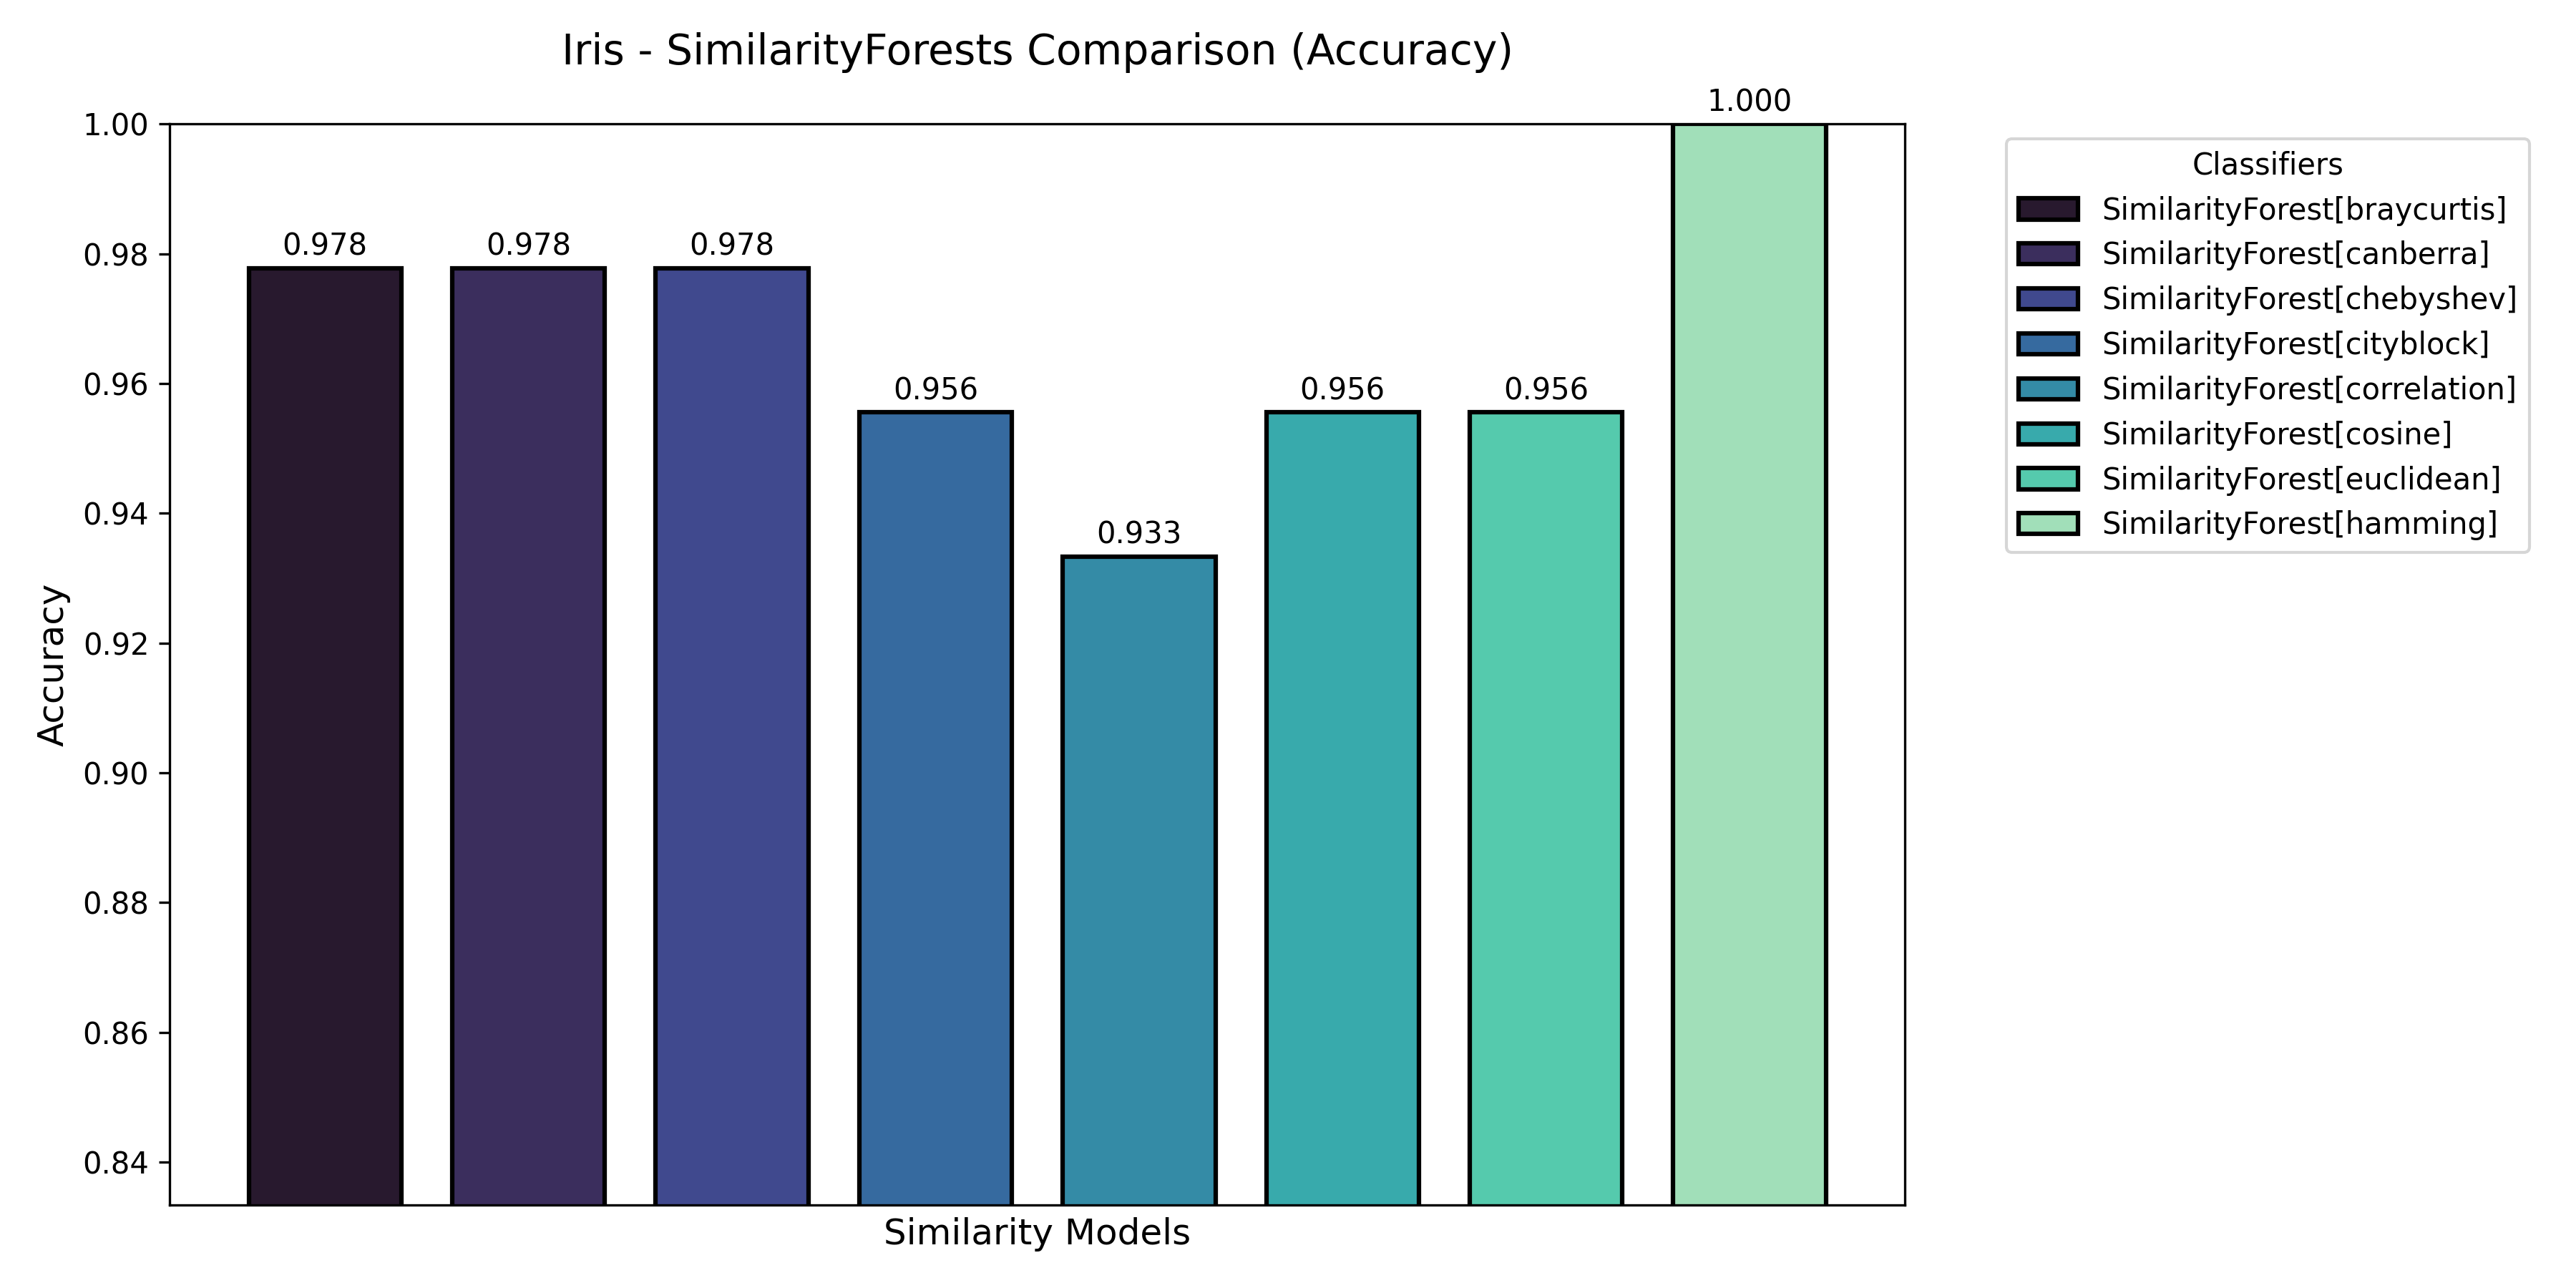 Iris - SimilarityForests Comparison (Accuracy)
1.000
1.00
0.978 0.978 0.978
0.98
0.956 0.956 0.956
0.96
0.933
0.94
0.92
0.90
0.88
0.86
0.84
Accuracy
Similarity Models
Classifiers
SimilarityForest[braycurtis]
SimilarityForest[canberra]
SimilarityForest[chebyshev]
SimilarityForest[cityblock]
SimilarityForest[correlation]
SimilarityForest[cosine]
SimilarityForest[euclidean]
SimilarityForest[hamming]